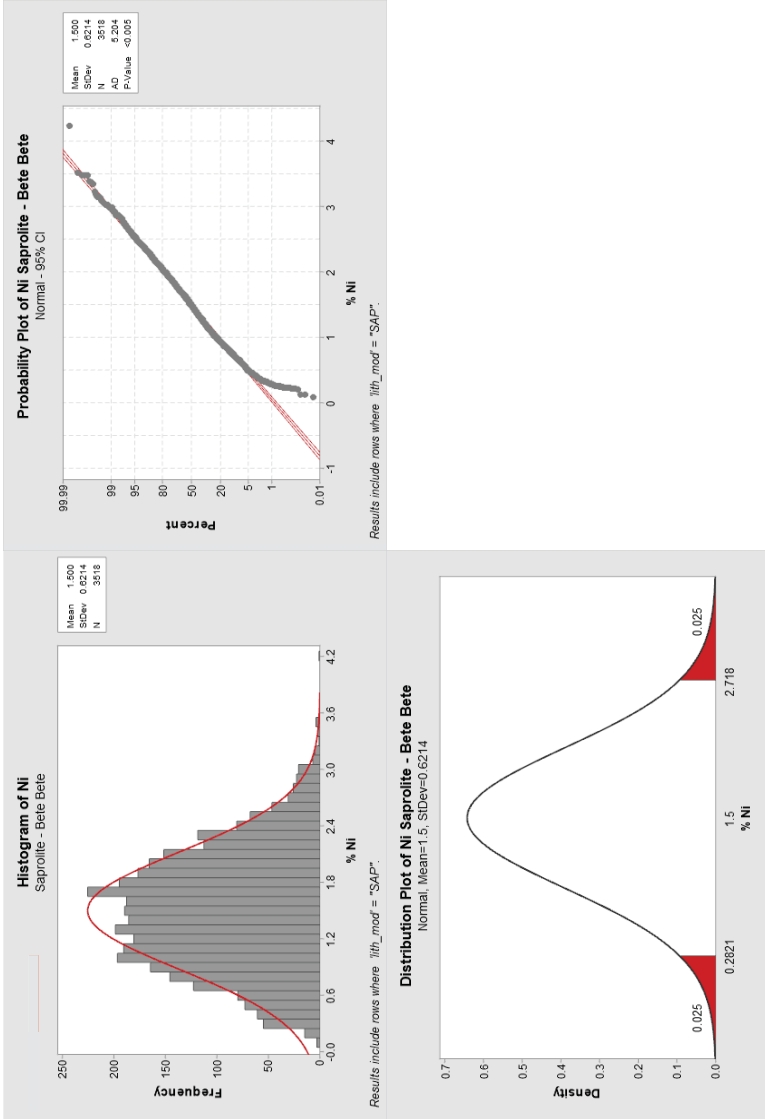 Histogram of Ni
Saprolite - Bete Bete
Mean 1.500
StDev 0.6214
N 3518
250
200
150
100
50
0
Frequency
-0.0 0.6 1.2 1.8 2.4 3.0 3.6 4.2
% Ni
Results include rows where 'lith_mod' = "SAP".
Probability Plot of Ni Saprolite - Bete Bete
Normal - 95% CI
Mean 1.500
StDev 0.6214
N 3518
AD 5.204
P-Value <0.005
99.99
99
95
80
50
20
5
1
0.01
Percent
-1 0 1 2 3 4
% Ni
Results include rows where 'lith_mod' = "SAP".
Distribution Plot of Ni Saprolite - Bete Bete
Normal, Mean=1.5, StDev=0.6214
0.7
0.6
0.5
0.4
0.3
0.2
0.1
0.0
Density
0.025 0.025
0.2821 1.5 2.718
% Ni